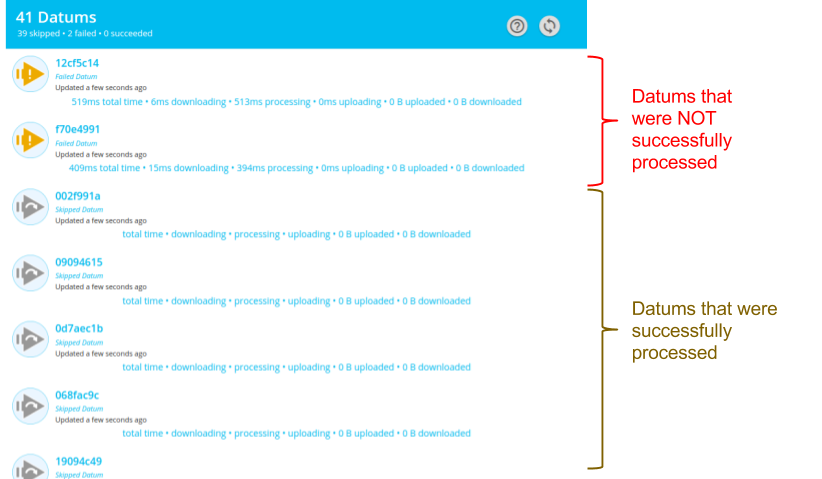 41 Datums
39 skipped • 2 failed • 0 succeeded
12cf5c14
Failed Datum
Updated a few seconds ago
519ms total time • 6ms downloading • 513ms processing • 0ms uploading • 0 B uploaded • 0 B downloaded
f70e4991
Failed Datum
Updated a few seconds ago
409ms total time • 15ms downloading • 394ms processing • 0ms uploading • 0 B uploaded • 0 B downloaded
002f991a
Skipped Datum
Updated a few seconds ago
total time • downloading • processing • uploading • 0 B uploaded • 0 B downloaded
09094615
Skipped Datum
Updated a few seconds ago
total time • downloading • processing • uploading • 0 B uploaded • 0 B downloaded
0d7aec1b
Skipped Datum
Updated a few seconds ago
total time • downloading • processing • uploading • 0 B uploaded • 0 B downloaded
068fac9c
Skipped Datum
Updated a few seconds ago
total time • downloading • processing • uploading • 0 B uploaded • 0 B downloaded
19094c49
Skipped Datum
Datums that
were NOT
successfully
processed
Datums that were
successfully
processed